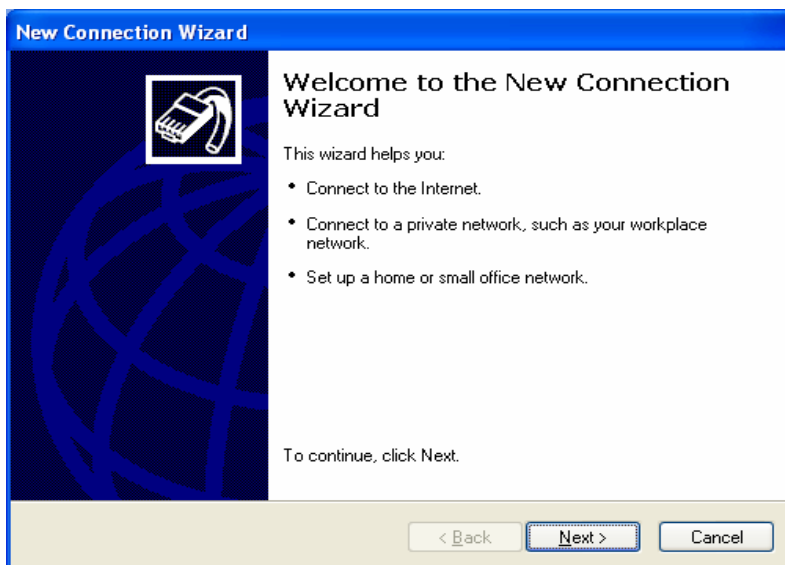 New Connection Wizard
Welcome to the New Connection
Wizard
This wizard helps you:
• Connect to the Internet.
• Connect to a private network, such as your workplace
network.
• Set up a home or small office network.
To continue, click Next.
< Back Next > Cancel